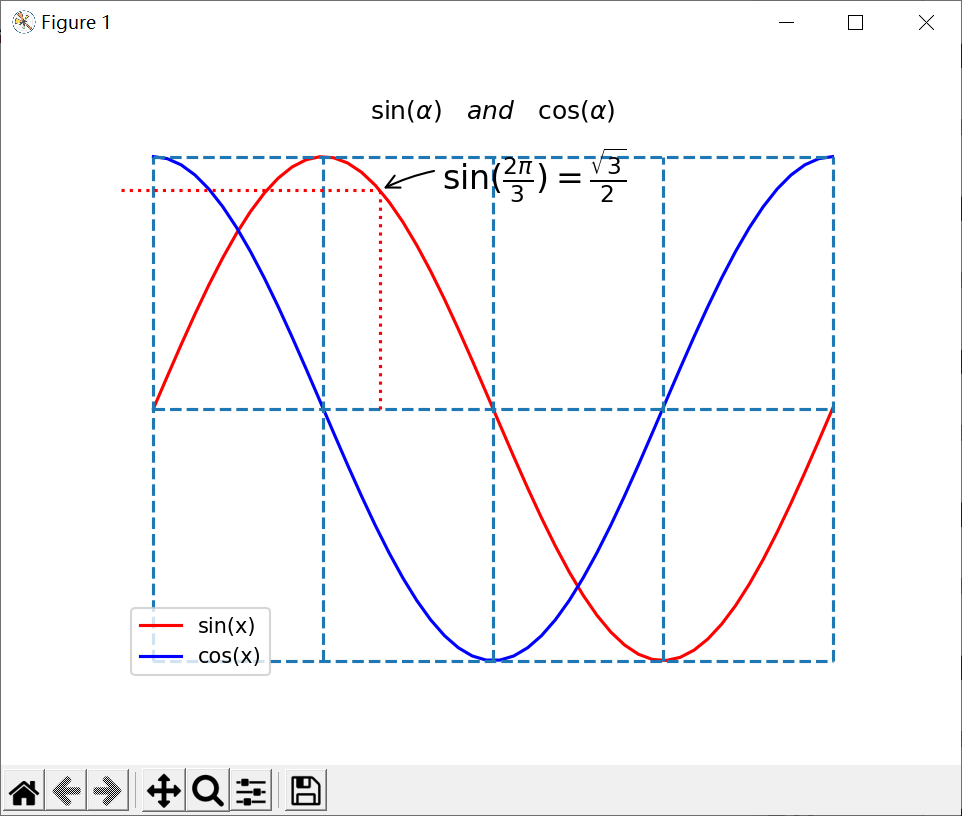 Figure 1
sin(α) and cos(α)
sin(2π/3) = √3/2
sin(x)
cos(x)